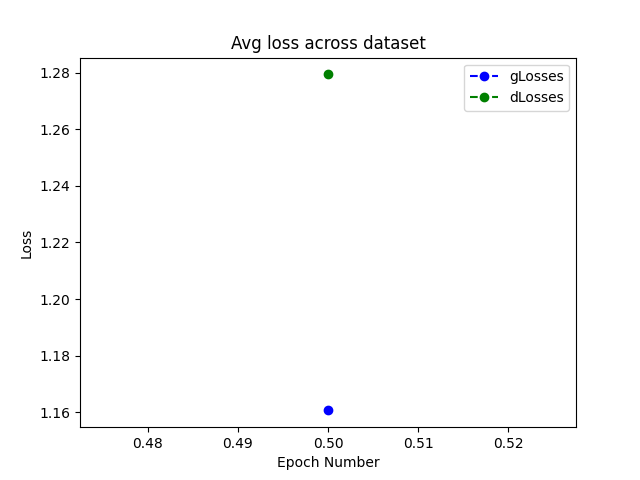 Avg loss across dataset
gLosses
dLosses
1.28
1.26
1.24
1.22
1.20
1.18
1.16
Loss
0.48 0.49 0.50 0.51 0.52
Epoch Number